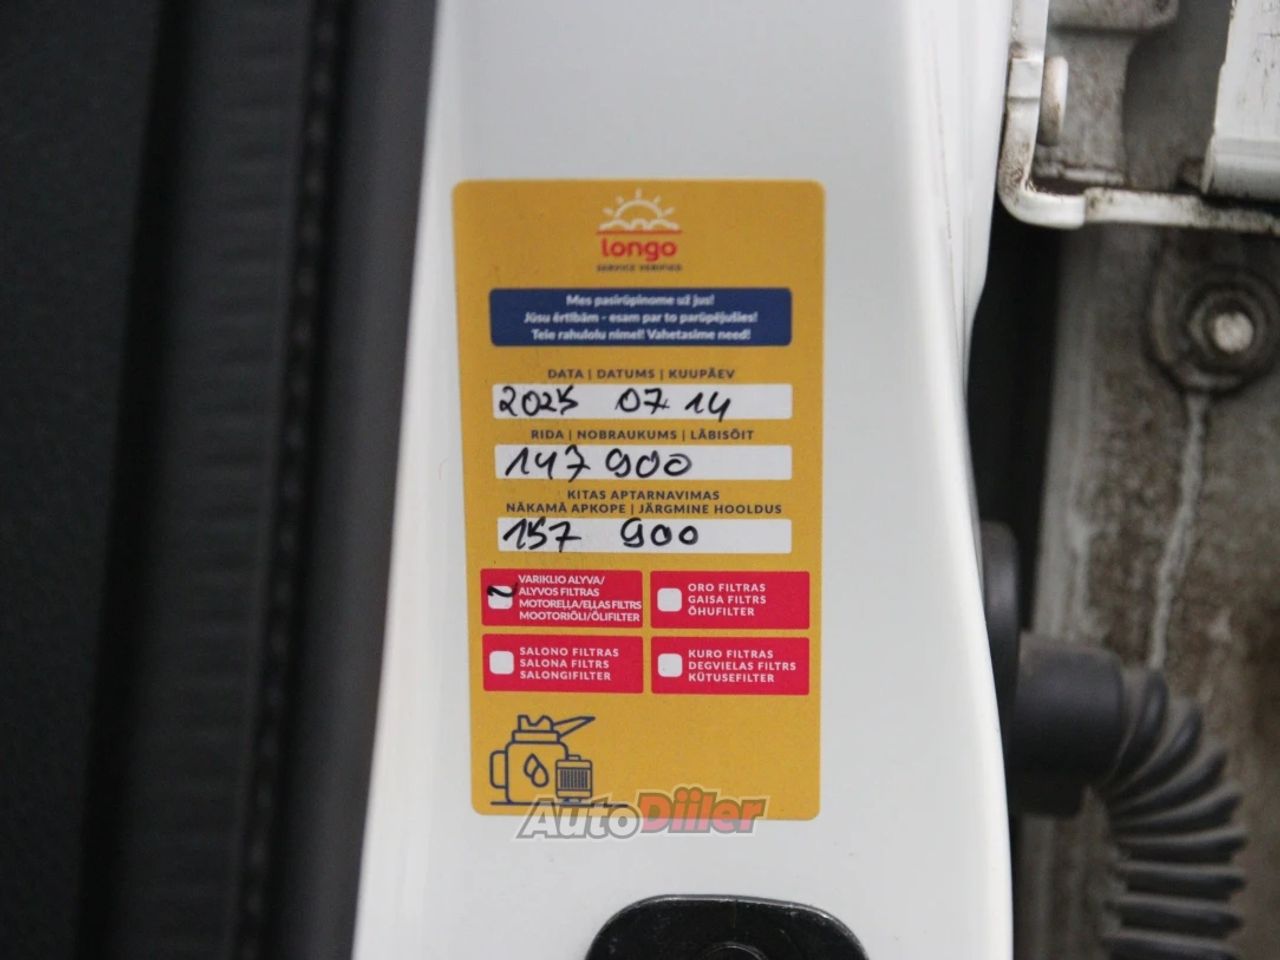 longo
SERVICE VERIFIED
Mes pasirūpinome už jus!
Jūsu ērtībām - esam par to parūpējušies!
Teie rahulolu nimel! Vahetasime need!
DATA | DATUMS | KUUPÄEV
2025 07 14
RIDA | NOBRAUKUMS | LÄBISÕIT
147 900
KITAS APTARNAVIMAS
NĀKAMĀ APKOPE | JÄRGMINE HOOLDUS
157 900
VARIKLIO ALYVA/
ALYVOS FILTRAS
MOTOREĻĻA/EĻĻAS FILTRS
MOOTORIÕLI/ÕLIFILTER
ORO FILTRAS
GAISA FILTRS
ÕHUFILTER
SALONO FILTRAS
SALONA FILTRS
SALONGIFILTER
KURO FILTRAS
DEGVIELAS FILTRS
KÜTUSEFILTER
AutoDiiler